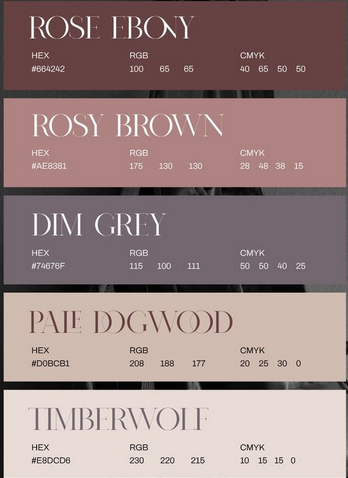 ROSE EBONY
HEX RGB CMYK
#664242 100 65 65 40 65 50 50
ROSY BROWN
HEX RGB CMYK
#AE8381 175 130 130 28 48 38 15
DIM GREY
HEX RGB CMYK
#74676F 115 100 111 50 50 40 25
PALE DOGWOOD
HEX RGB CMYK
#D0BCB1 208 188 177 20 25 30 0
TIMBERWOLF
HEX RGB CMYK
#E8DCD6 230 220 215 10 15 15 0